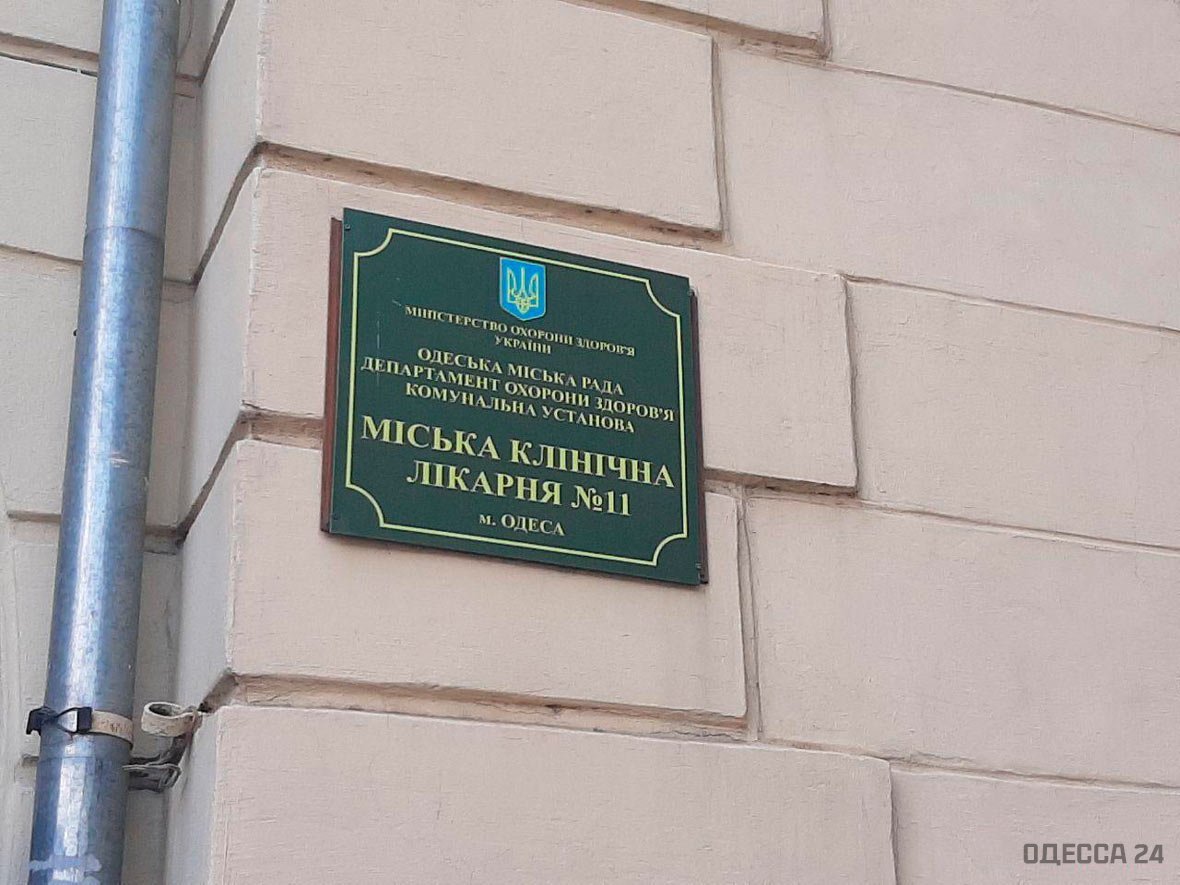 МІНІСТЕРСТВО ОХОРОНИ ЗДОРОВ'Я
УКРАЇНИ
ОДЕСЬКА МІСЬКА РАДА
ДЕПАРТАМЕНТ ОХОРОНИ ЗДОРОВ'Я
КОМУНАЛЬНА УСТАНОВА
МІСЬКА КЛІНІЧНА
ЛІКАРНЯ №11
м. ОДЕСА
ОДЕССА 24